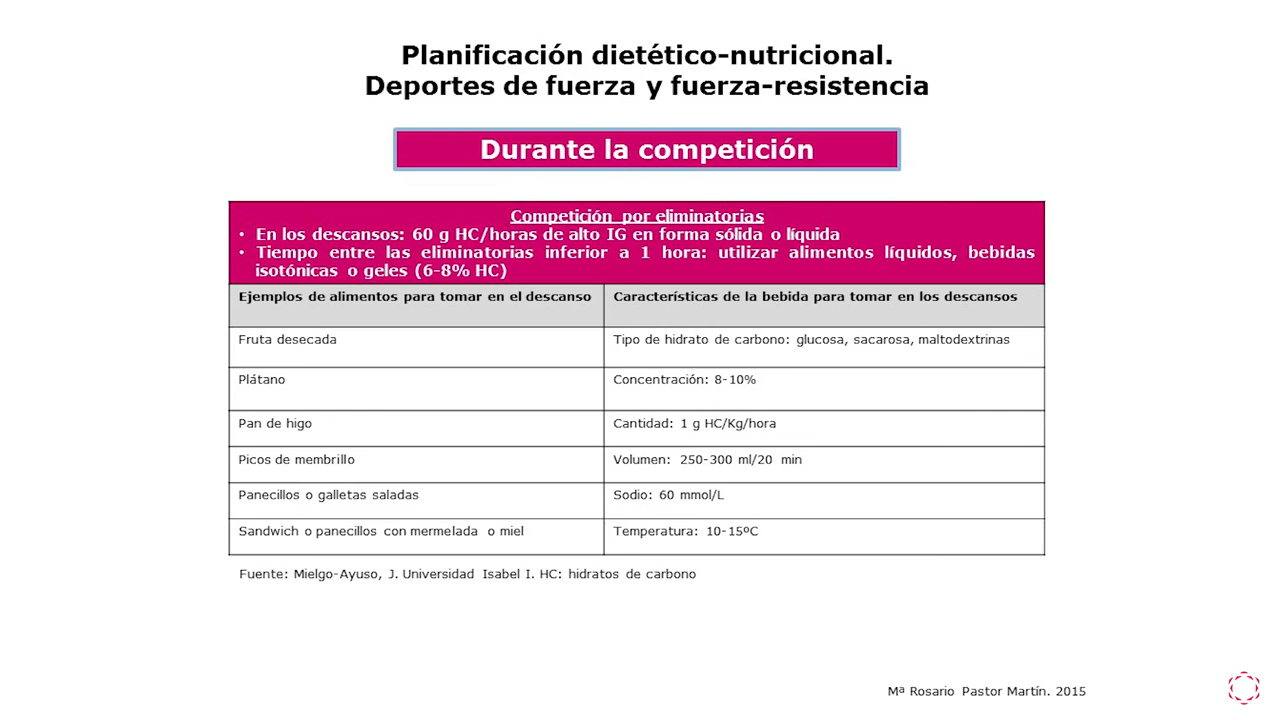 Planificación dietético-nutricional.
Deportes de fuerza y fuerza-resistencia
Durante la competición
Competición por eliminatorias
• En los descansos: 60 g HC/horas de alto IG en forma sólida o líquida
• Tiempo entre las eliminatorias inferior a 1 hora: utilizar alimentos líquidos, bebidas
isotónicas o geles (6-8% HC)
Ejemplos de alimentos para tomar en el descanso
Características de la bebida para tomar en los descansos
Fruta desecada
Tipo de hidrato de carbono: glucosa, sacarosa, maltodextrinas
Plátano
Concentración: 8-10%
Pan de higo
Cantidad: 1 g HC/Kg/hora
Picos de membrillo
Volumen: 250-300 ml/20 min
Panecillos o galletas saladas
Sodio: 60 mmol/L
Sandwich o panecillos con mermelada o miel
Temperatura: 10-15ºC
Fuente: Mielgo-Ayuso, J. Universidad Isabel I. HC: hidratos de carbono
Mª Rosario Pastor Martín. 2015